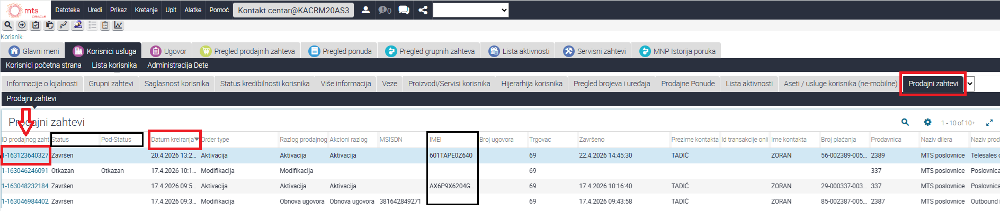 mts
ORACLE
Datoteka Uredi Prikaz Kretanje Upit Alatke Pomoć Kontakt centar@KACRM20AS3 0
Korisnik:
Glavni meni Korisnici usluga Ugovor Pregled prodajnih zahteva Pregled ponuda Pregled grupnih zahteva Lista aktivnosti Servisni zahtevi MNP Istorija poruka
Korisnici početna strana Lista korisnika Administracija Dete
Informacije o lojalnosti Grupni zahtevi Saglasnost korisnika Status kredibilnosti korisnika Više informacija Veze Proizvodi/Servisi korisnika Hijerarhija korisnika Pregled brojeva i uređaja Prodajne Ponude Lista aktivnosti Aseti / usluge korisnika (ne-mobilne) Prodajni zahtevi
Prodajni zahtevi
Prodajni zahtevi 1 - 10 of 10+
ID prodajnog zaht Status Pod-Status Datum kreiranja Order type Razlog prodajnog Akcioni razlog MSISDN IMEI Broj ugovora Trgovac Završeno Prezime kontakta Id transakcije onli Ime kontakta Broj plaćanja Prodavnica Naziv dilera Naziv prod
1-163123640327 Završen 20.4.2026 13:2... Aktivacija Aktivacija Aktivacija 601TAPE0Z640 69 22.4.2026 14:45:30 TADIĆ ZORAN 56-002389-005... 2389 MTS poslovnice Telesales o
1-163046246091 Otkazan Otkazan 17.4.2026 10:1... Modifikacija Modifikacija 69 337 MTS poslovnice Poslovnica
1-163048232184 Završen 17.4.2026 09:5... Aktivacija Aktivacija Aktivacija AX6P9X6204G... 69 17.4.2026 10:16:40 TADIĆ ZORAN 29-000337-003... 337 MTS poslovnice Poslovnica
1-163046984402 Završen 17.4.2026 09:3... Modifikacija Obnova ugovora Obnova ugovora 381642849271 69 17.4.2026 09:43:58 TADIĆ ZORAN 85-002387-005... 2387 MTS poslovnice Outbound i